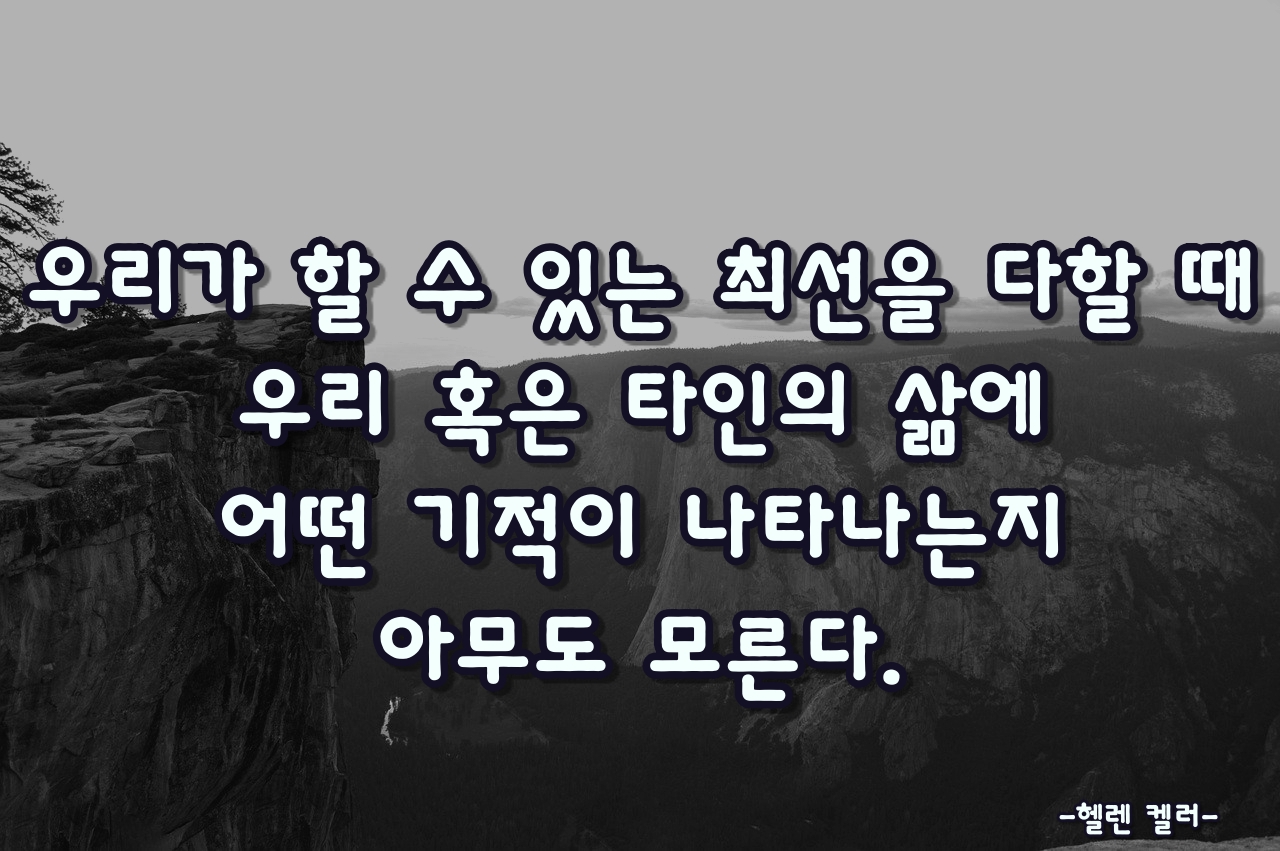 우리가 할 수 있는 최선을 다할 때
우리 혹은 타인의 삶에
어떤 기적이 나타나는지
아무도 모른다.
-헬렌 켈러-